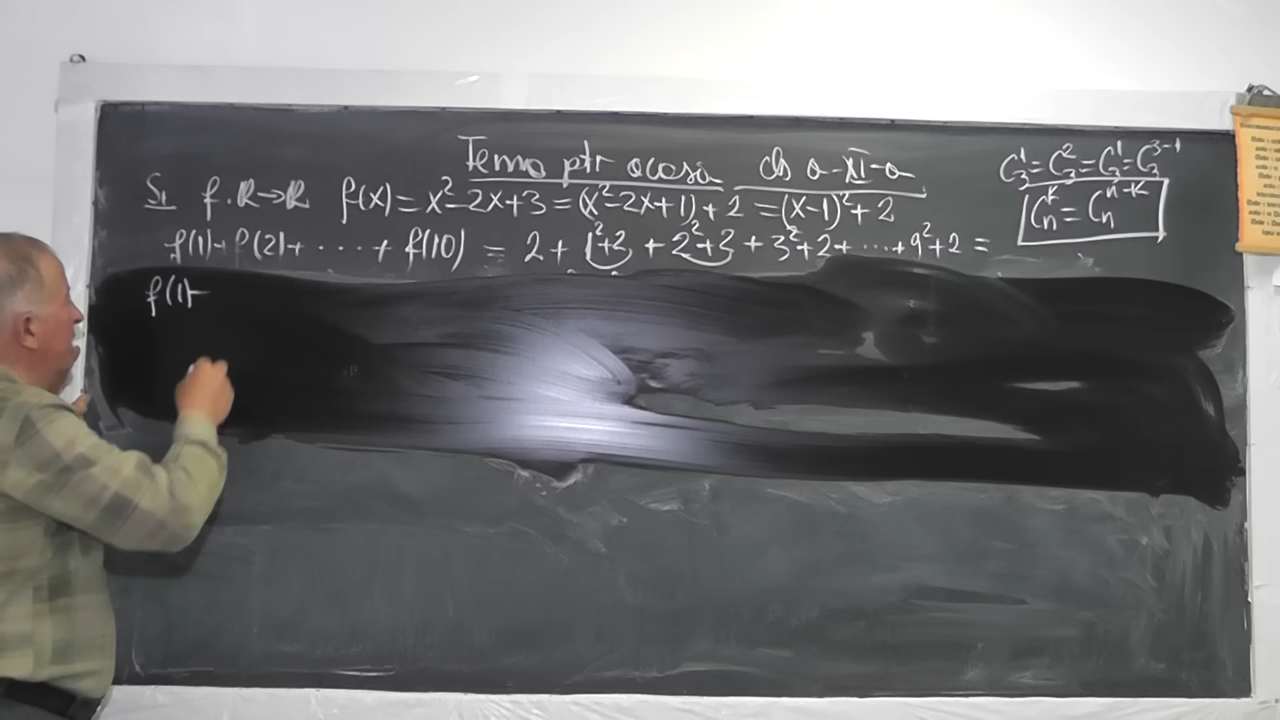 Tema ptr acasă cls a-XI-a
S₁ f: ℝ→ℝ f(x) = x²-2x+3 = (x²-2x+1)+2 = (x-1)²+2
f(1)+f(2)+ ⋯ + f(10) = 2 + 1²+2 + 2²+2 + 3²+2+ ⋯ + 9²+2 =
f(1)+
C₃¹ = C₃² = C₃¹ = C₃³⁻¹
Cₙᵏ = Cₙⁿ⁻ᵏ